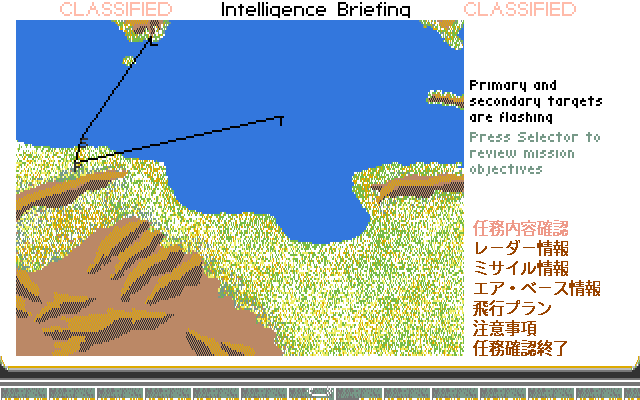 CLASSIFIED Intelligence Briefing CLASSIFIED
Primary and
secondary targets
are flashing
Press Selector to
review mission
objectives
任務内容確認
レーダー情報
ミサイル情報
エア・ベース情報
飛行プラン
注意事項
任務確認終了